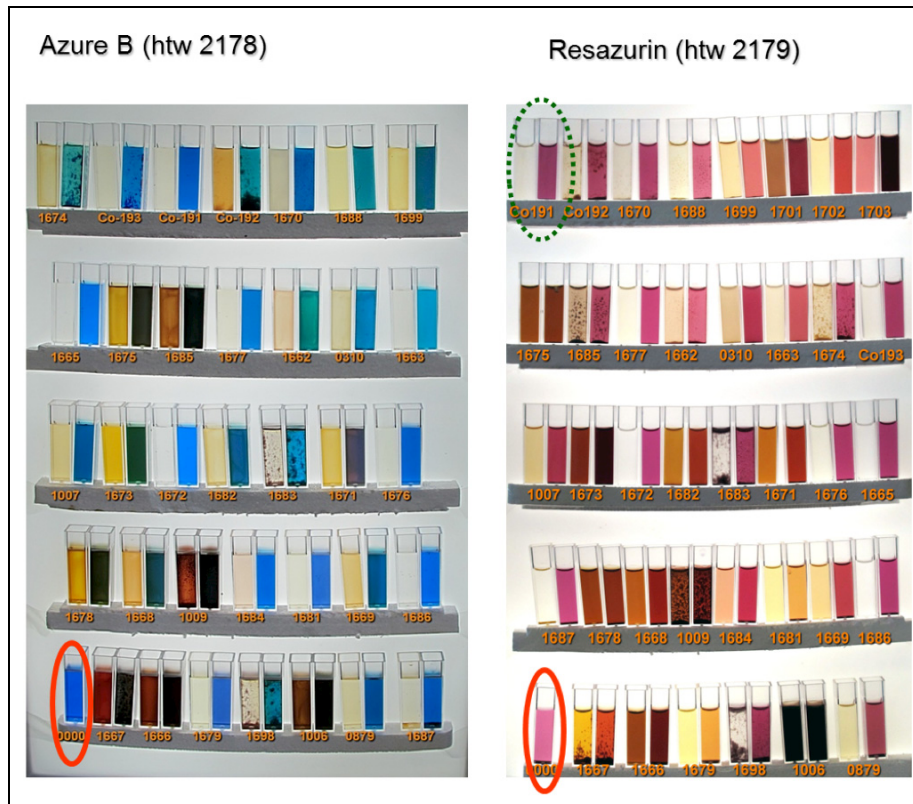 Azure B (htw 2178)
Resazurin (htw 2179)
1674 Co-193 Co-191 Co-192 1670 1688 1699
1665 1675 1685 1677 1662 0310 1663
1007 1673 1672 1682 1683 1671 1676
1678 1668 1009 1684 1681 1669 1686
0000 1667 1666 1679 1698 1006 0879 1687
Co191 Co192 1670 1688 1699 1701 1702 1703
1675 1685 1677 1662 0310 1663 1674 Co193
1007 1673 1672 1682 1683 1671 1676 1665
1687 1678 1668 1009 1684 1681 1669 1686
0000 1667 1666 1679 1698 1006 0879